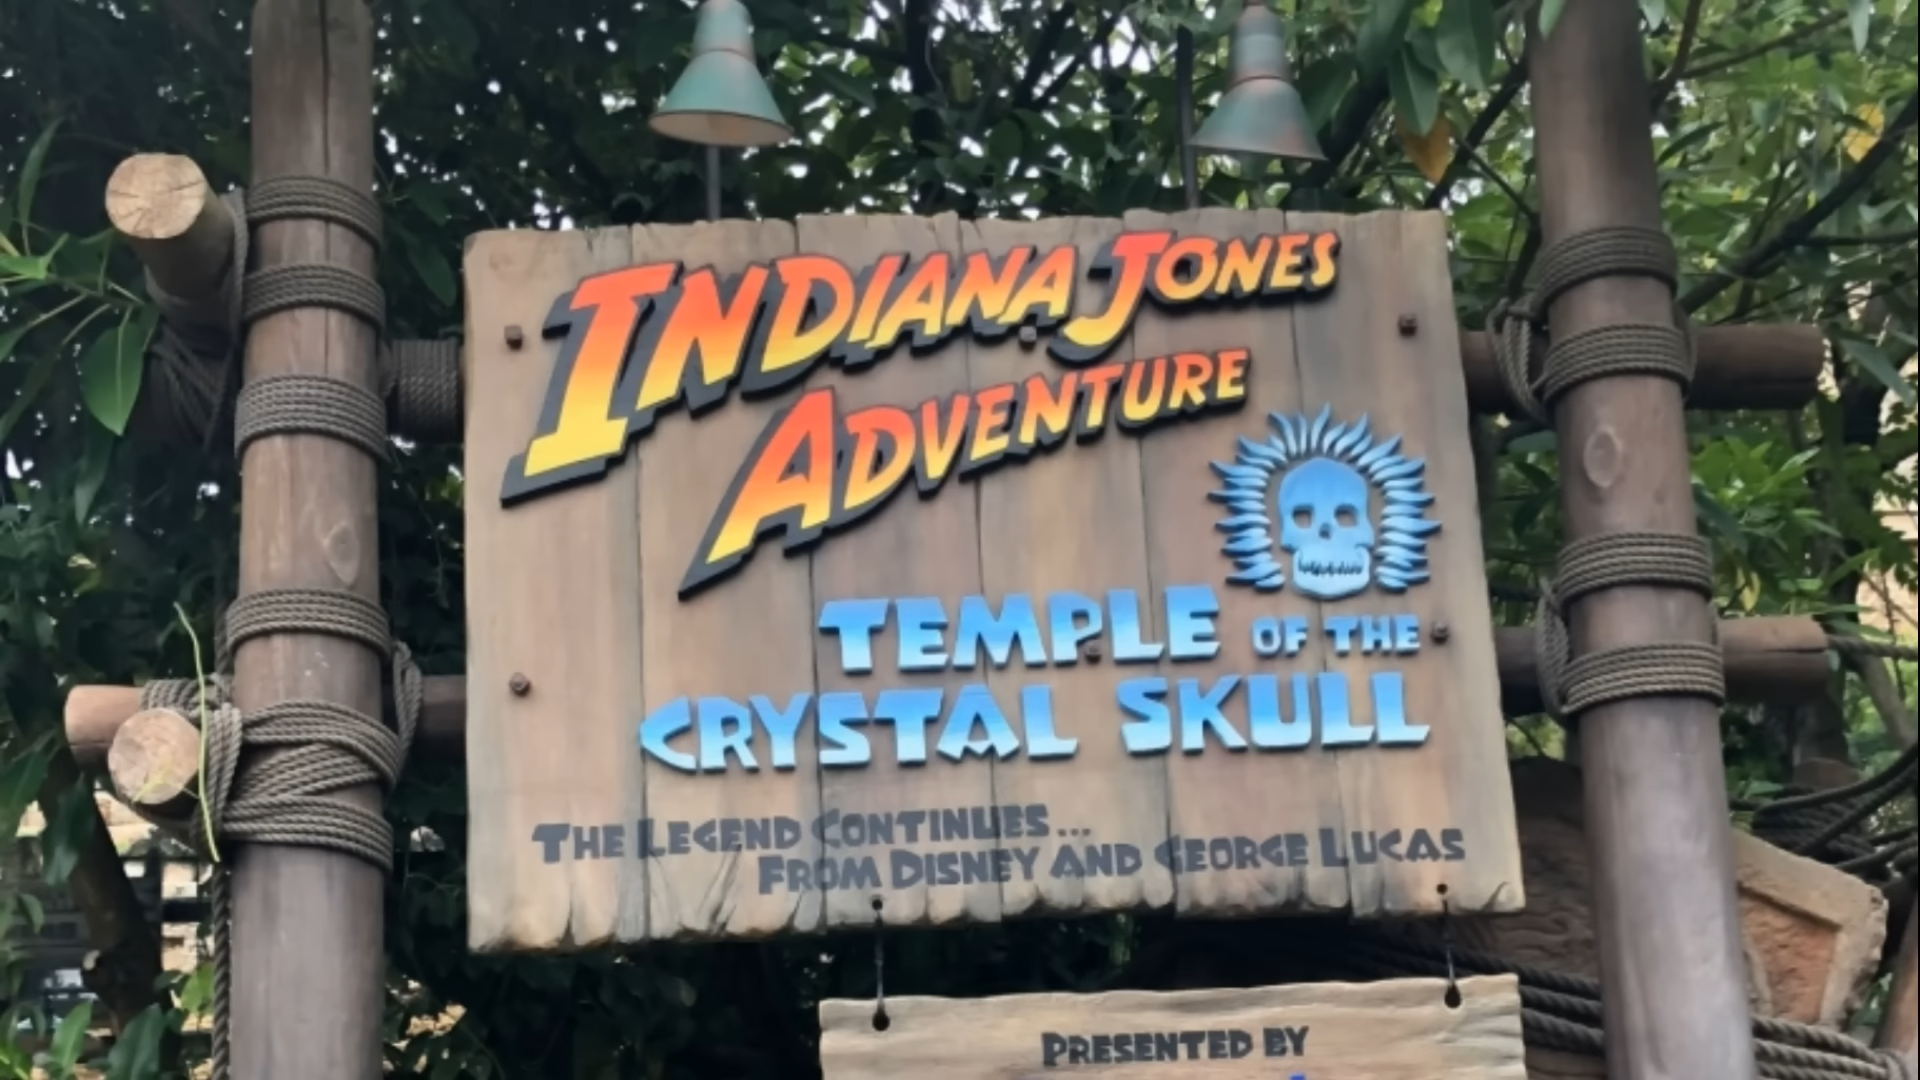 INDIANA JONES
ADVENTURE
TEMPLE OF THE
CRYSTAL SKULL
THE LEGEND CONTINUES...
FROM DISNEY AND GEORGE LUCAS
PRESENTED BY